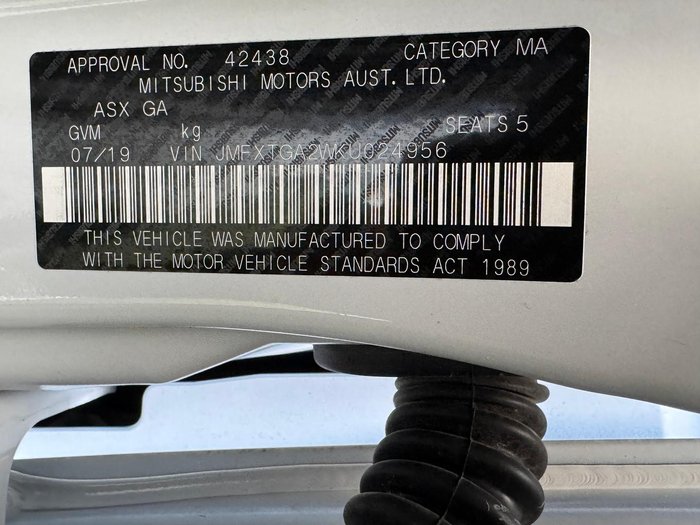 APPROVAL NO. 42438 CATEGORY MA
MITSUBISHI MOTORS AUST. LTD.
ASX GA
GVM kg SEATS 5
07/19 VIN JMFXTGA2WKU024956
THIS VEHICLE WAS MANUFACTURED TO COMPLY
WITH THE MOTOR VEHICLE STANDARDS ACT 1989